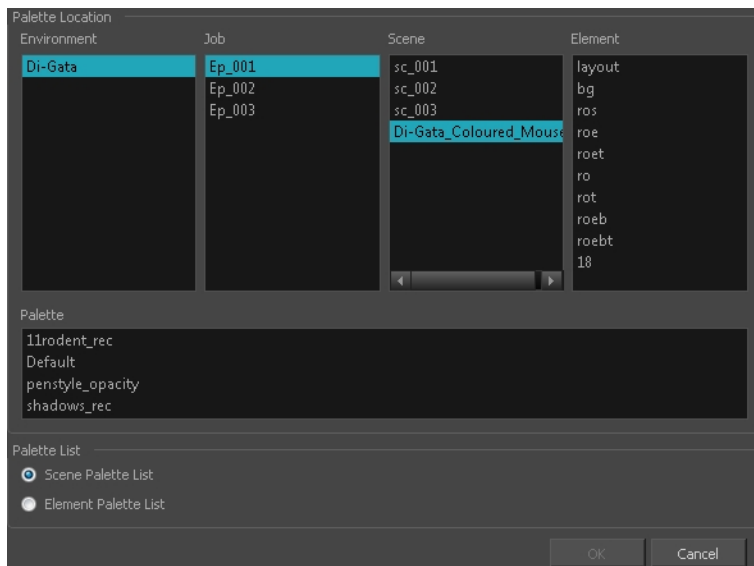 Palette Location
Environment
Job
Scene
Element
Di-Gata
Ep_001
Ep_002
Ep_003
sc_001
sc_002
sc_003
Di-Gata_Coloured_Mouse
layout
bg
ros
roe
roet
ro
rot
roeb
roebt
18
Palette
11rodent_rec
Default
penstyle_opacity
shadows_rec
Palette List
Scene Palette List
Element Palette List
OK
Cancel